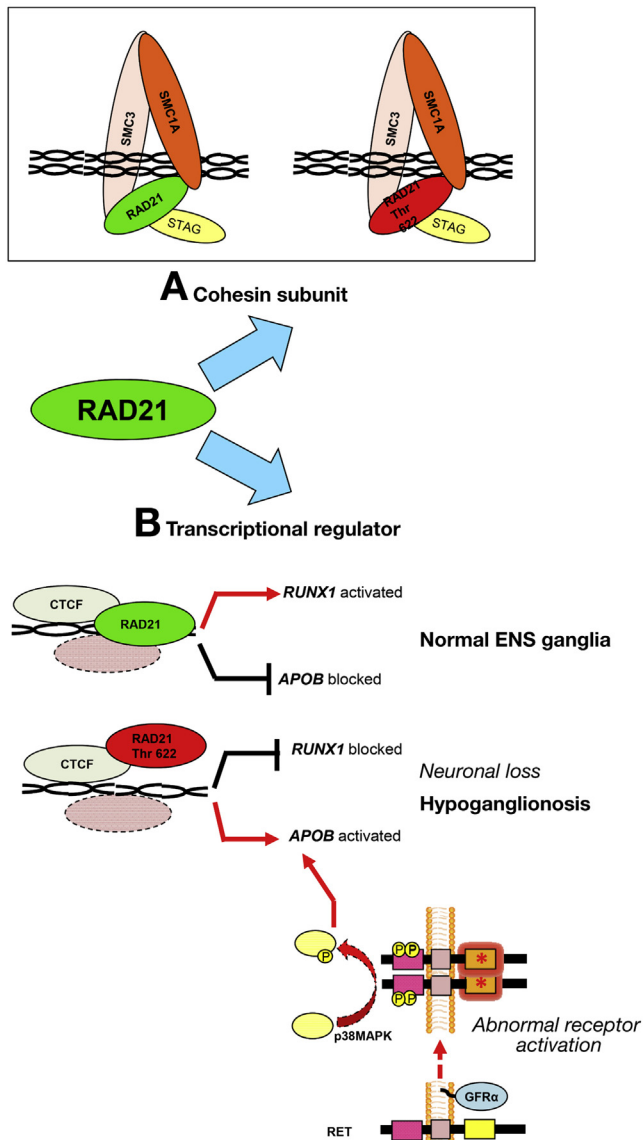 SMC3
SMC1A
RAD21
STAG
SMC3
SMC1A
RAD21
Thr
622
STAG
A Cohesin subunit
RAD21
B Transcriptional regulator
CTCF
RAD21
RUNX1 activated
APOB blocked
Normal ENS ganglia
CTCF
RAD21
Thr 622
RUNX1 blocked
APOB activated
Neuronal loss
Hypoganglionosis
P
P P
*
*
P P
p38MAPK
Abnormal receptor
activation
GFRα
RET